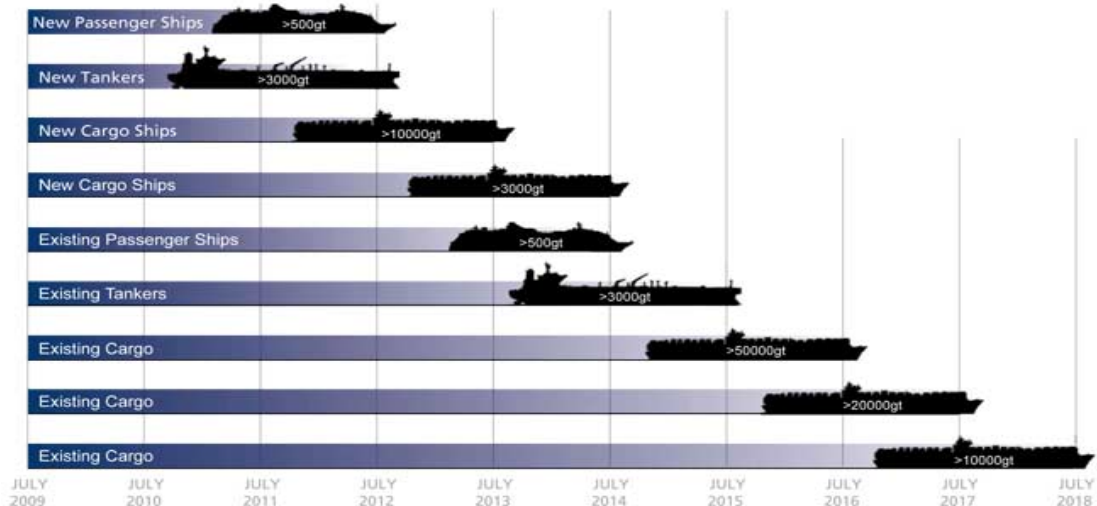 New Passenger Ships >500gt
New Tankers >3000gt
New Cargo Ships >10000gt
New Cargo Ships >3000gt
Existing Passenger Ships >500gt
Existing Tankers >3000gt
Existing Cargo >50000gt
Existing Cargo >20000gt
Existing Cargo >10000gt
JULY JULY JULY JULY JULY JULY JULY JULY JULY JULY
2009 2010 2011 2012 2013 2014 2015 2016 2017 2018